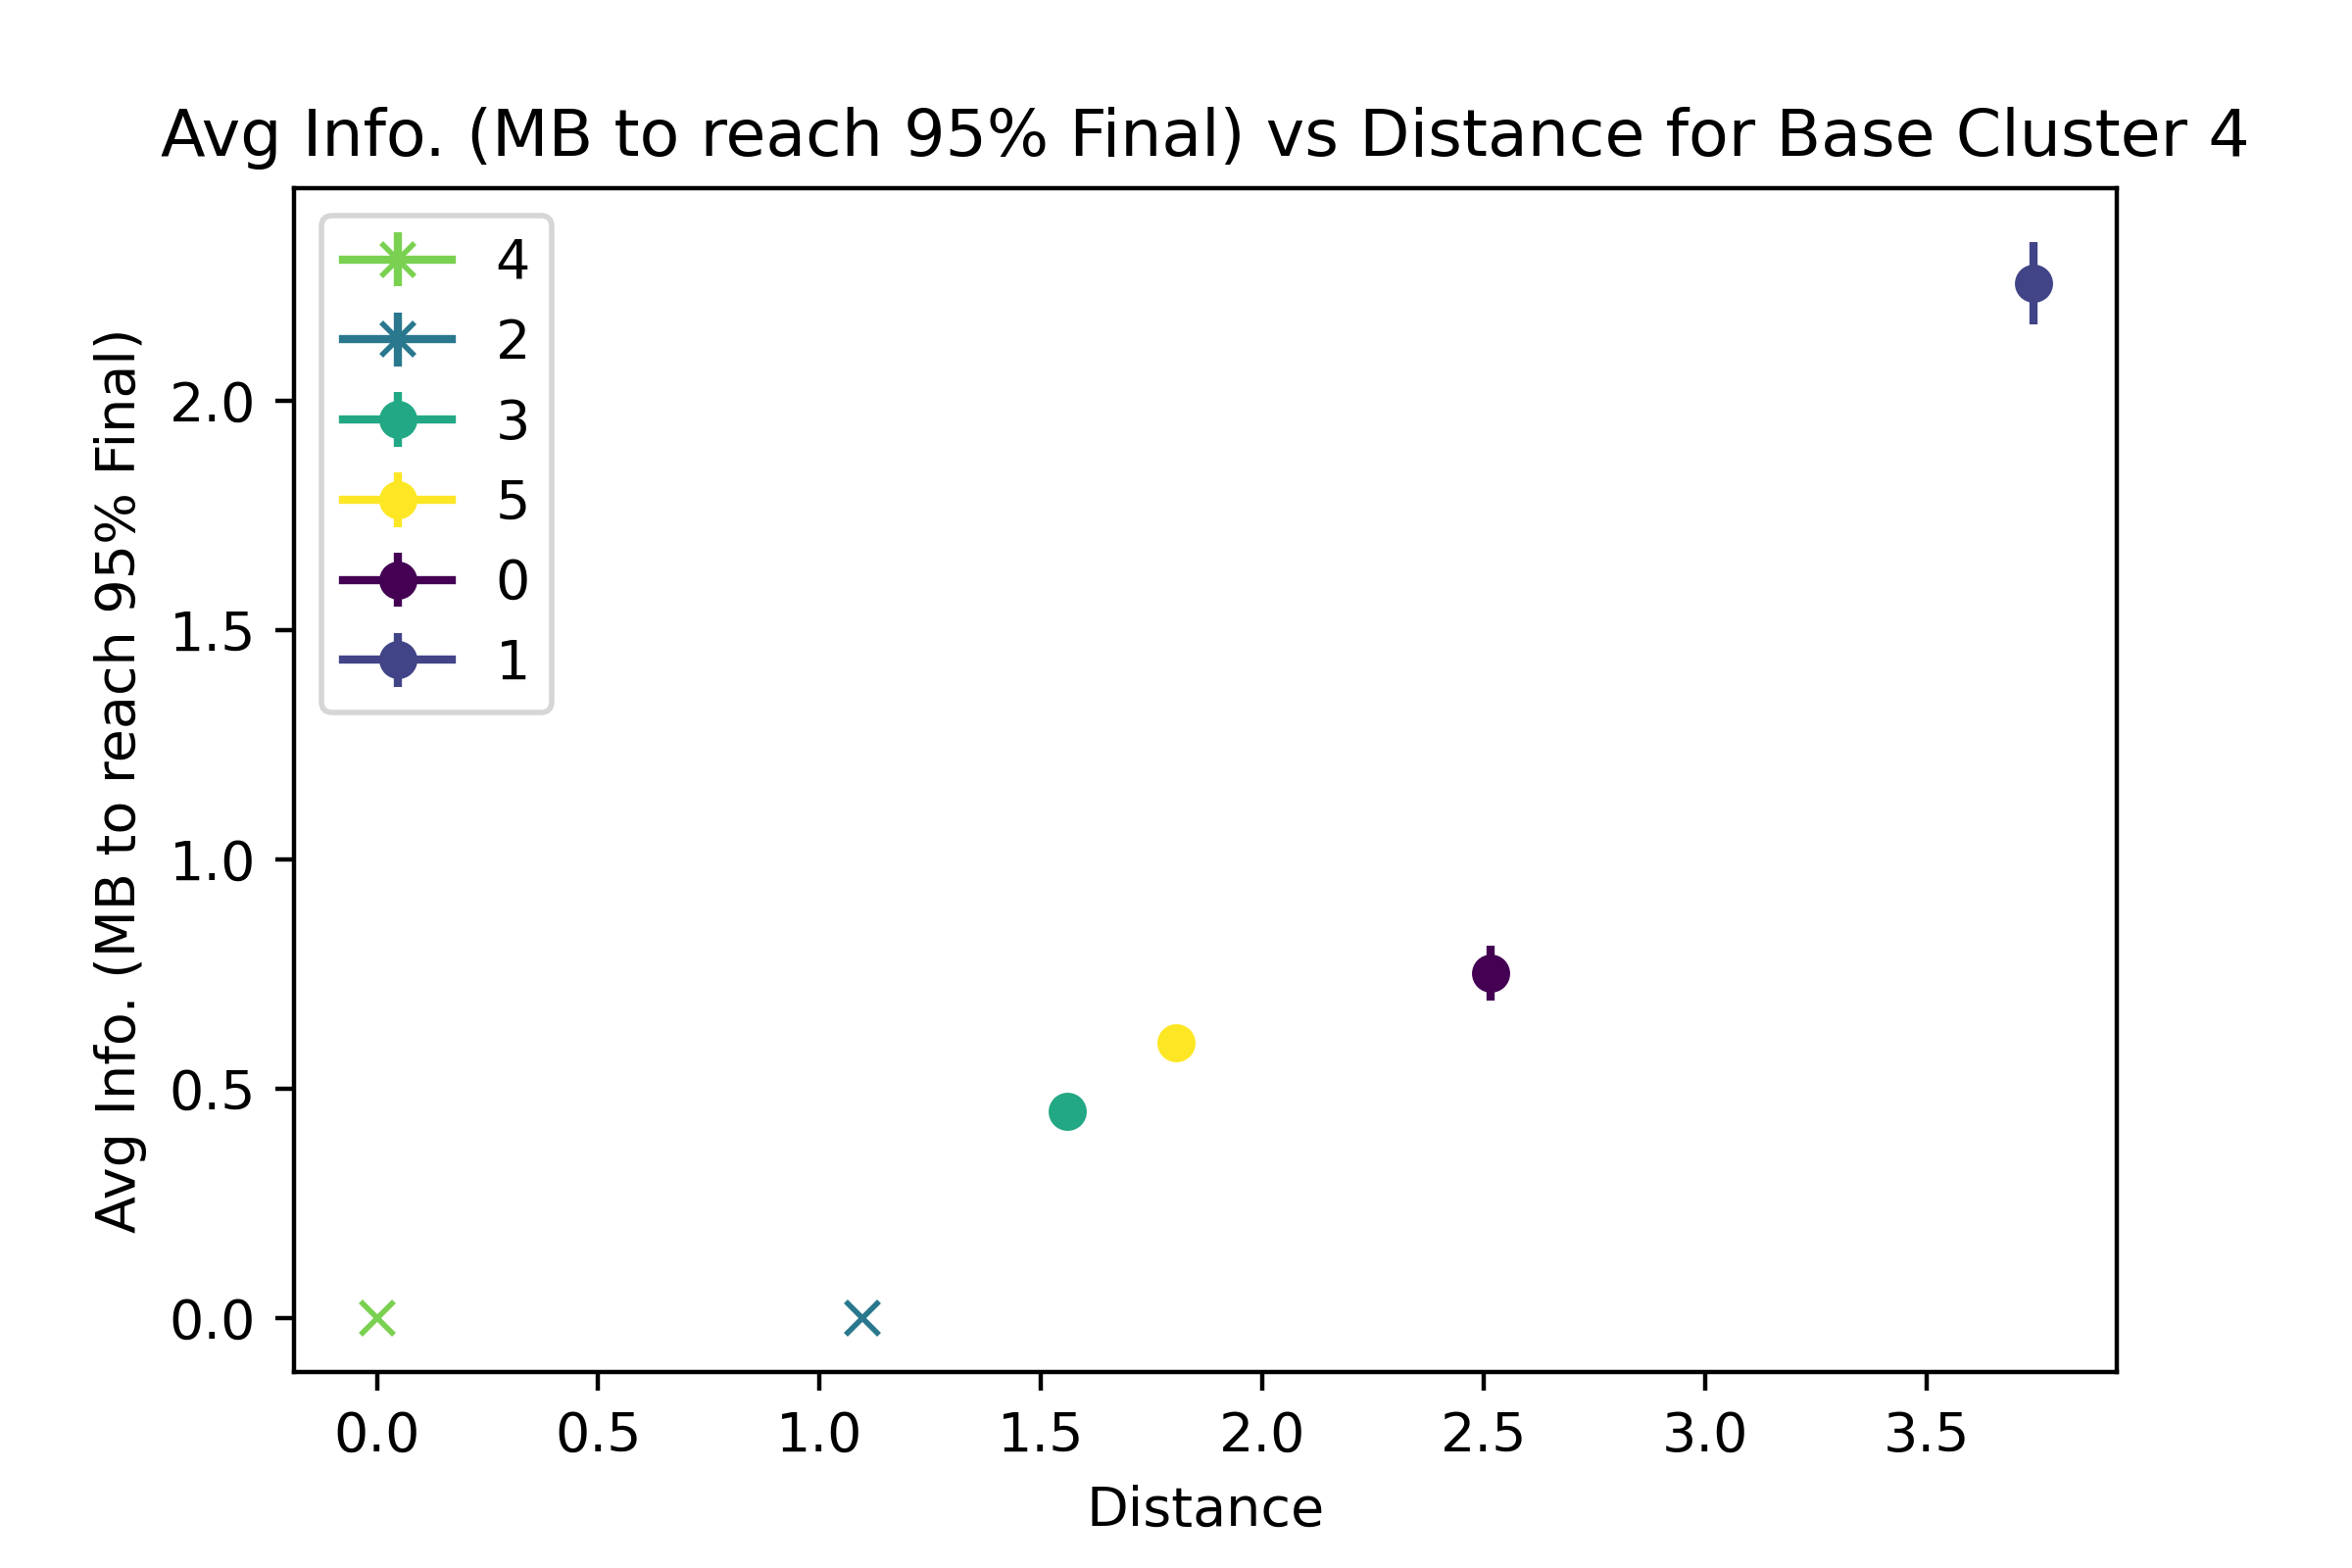 Avg Info. (MB to reach 95% Final) vs Distance for Base Cluster 4
4
2
3
5
0
1
Avg Info. (MB to reach 95% Final)
2.0
1.5
1.0
0.5
0.0
0.0 0.5 1.0 1.5 2.0 2.5 3.0 3.5
Distance